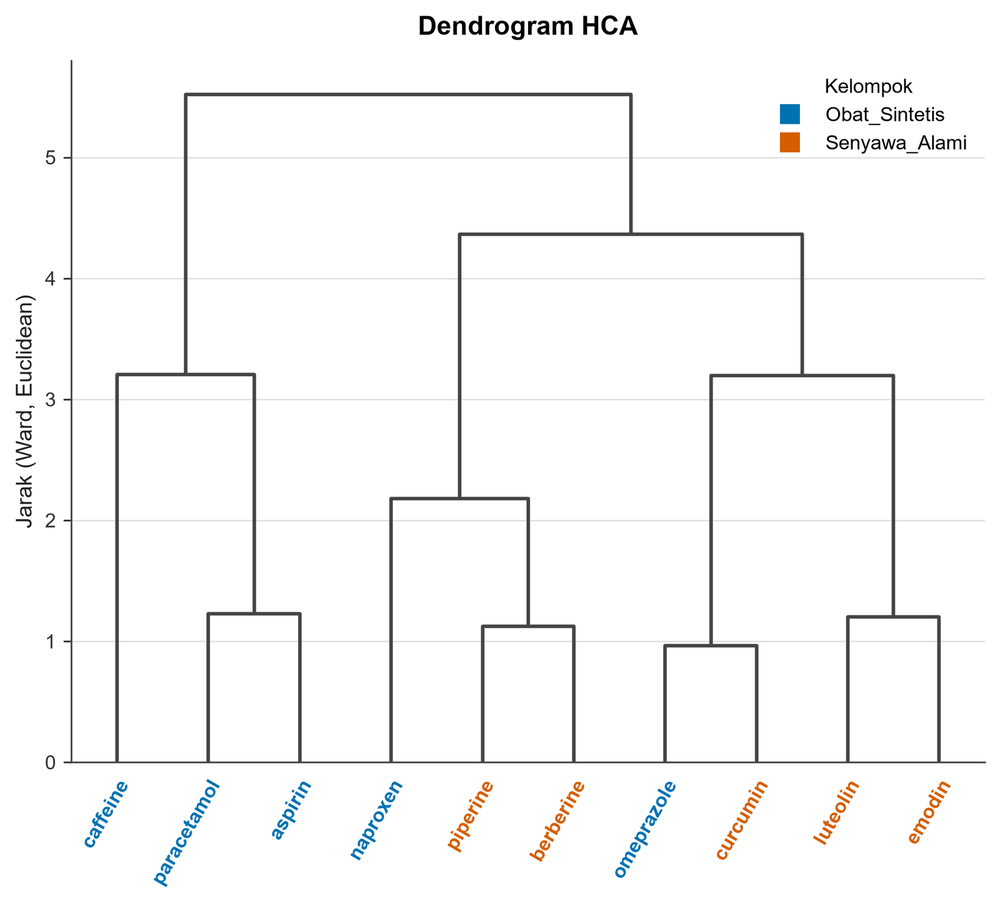 Dendrogram HCA
Kelompok
Obat_Sintetis
Senyawa_Alami
Jarak (Ward, Euclidean)
5
4
3
2
1
0
caffeine
paracetamol
aspirin
naproxen
piperine
berberine
omeprazole
curcumin
luteolin
emodin